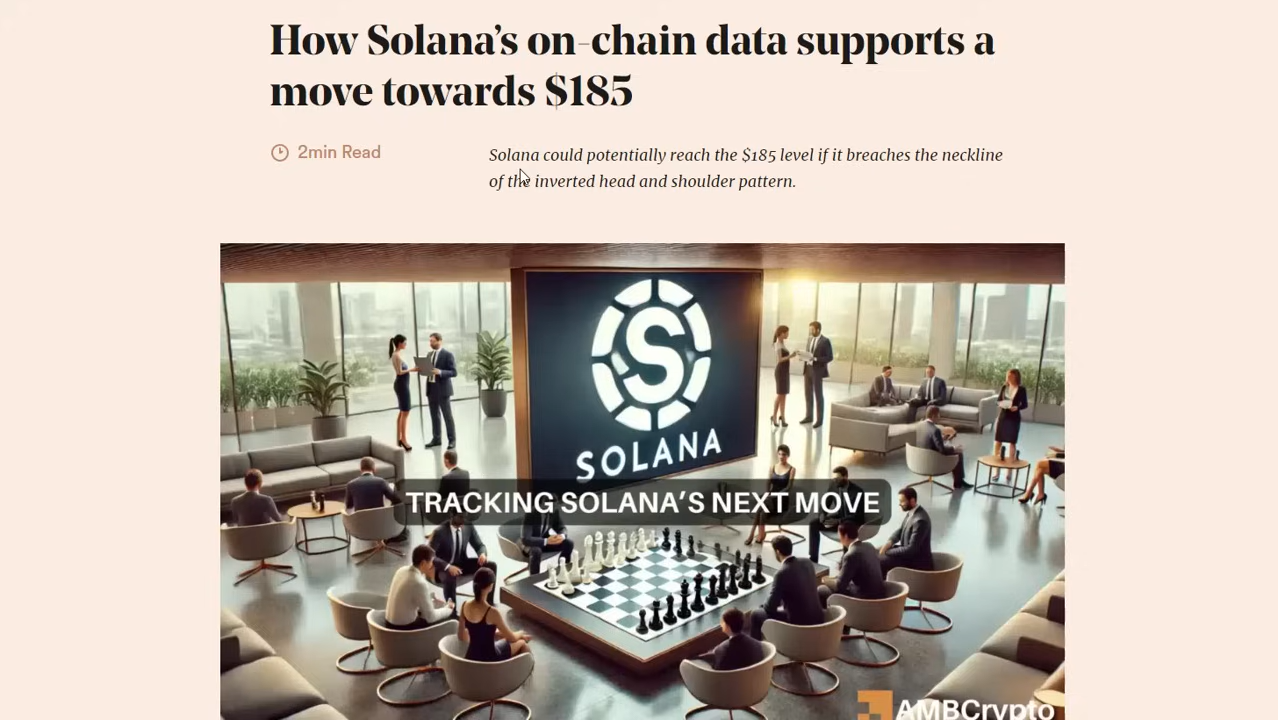 How Solana’s on-chain data supports a
move towards $185
2min Read
Solana could potentially reach the $185 level if it breaches the neckline
of the inverted head and shoulder pattern.
S
SOLANA
TRACKING SOLANA’S NEXT MOVE
AMBCrypto